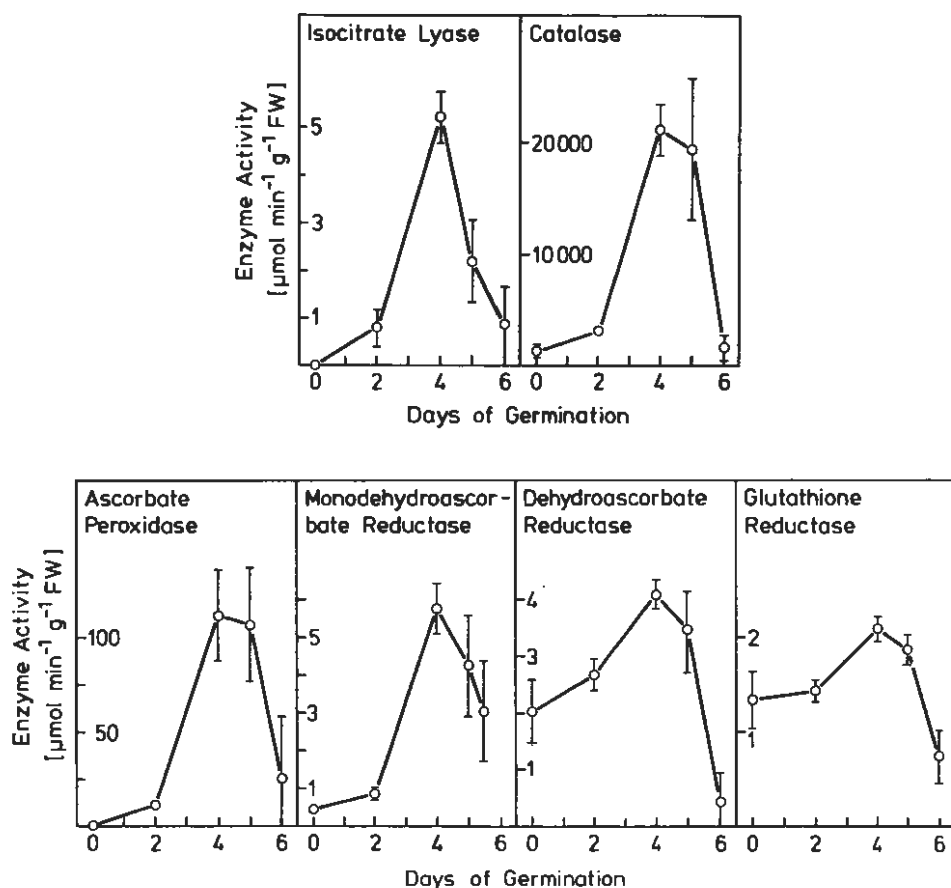 Isocitrate Lyase
Catalase
Enzyme Activity
[µmol min⁻¹ g⁻¹ FW]
5
3
1
20000
10000
0 2 4 6
0 2 4 6
Days of Germination
Ascorbate
Peroxidase
Monodehydroascor-
bate Reductase
Dehydroascorbate
Reductase
Glutathione
Reductase
Enzyme Activity
[µmol min⁻¹ g⁻¹ FW]
100
50
5
3
1
4
3
1
2
1
0 2 4 6
0 2 4 6
0 2 4 6
0 2 4 6
Days of Germination